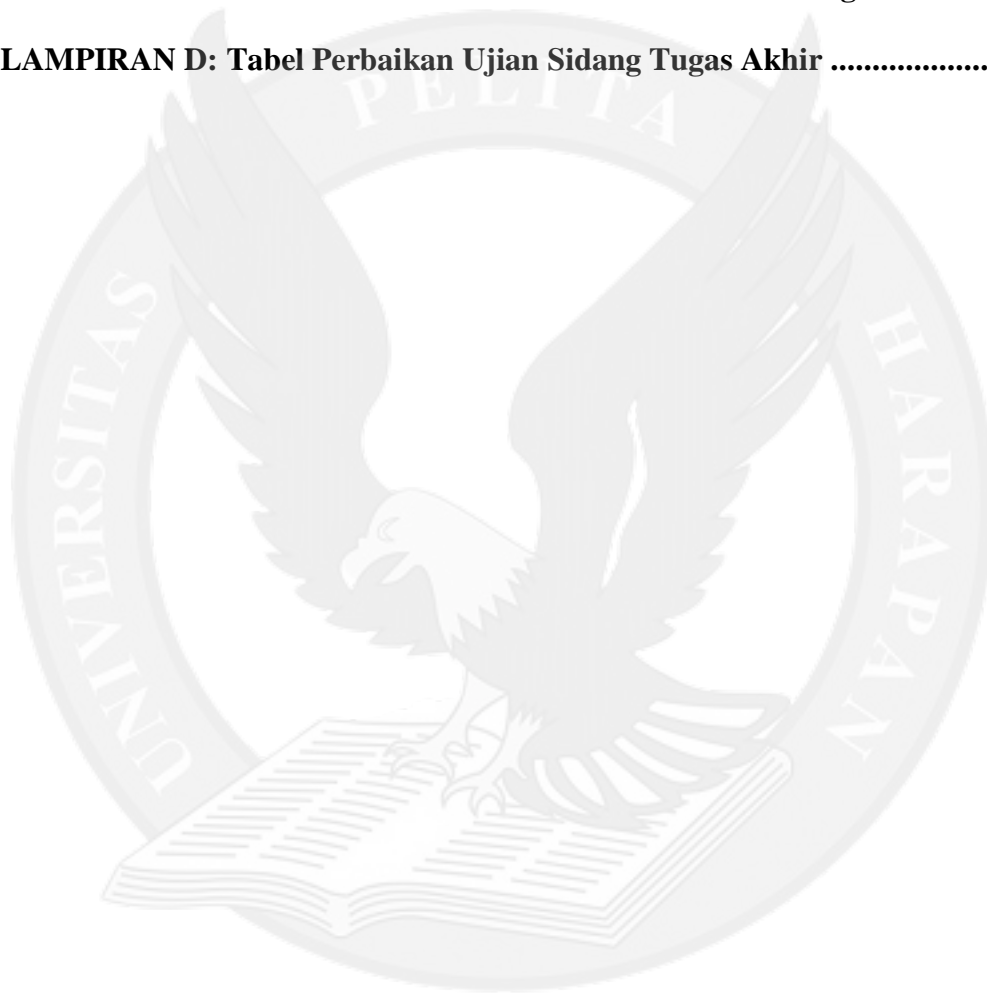 LAMPIRAN D: Tabel Perbaikan Ujian Sidang Tugas Akhir ...................
UNIVERSITAS PELITA HARAPAN